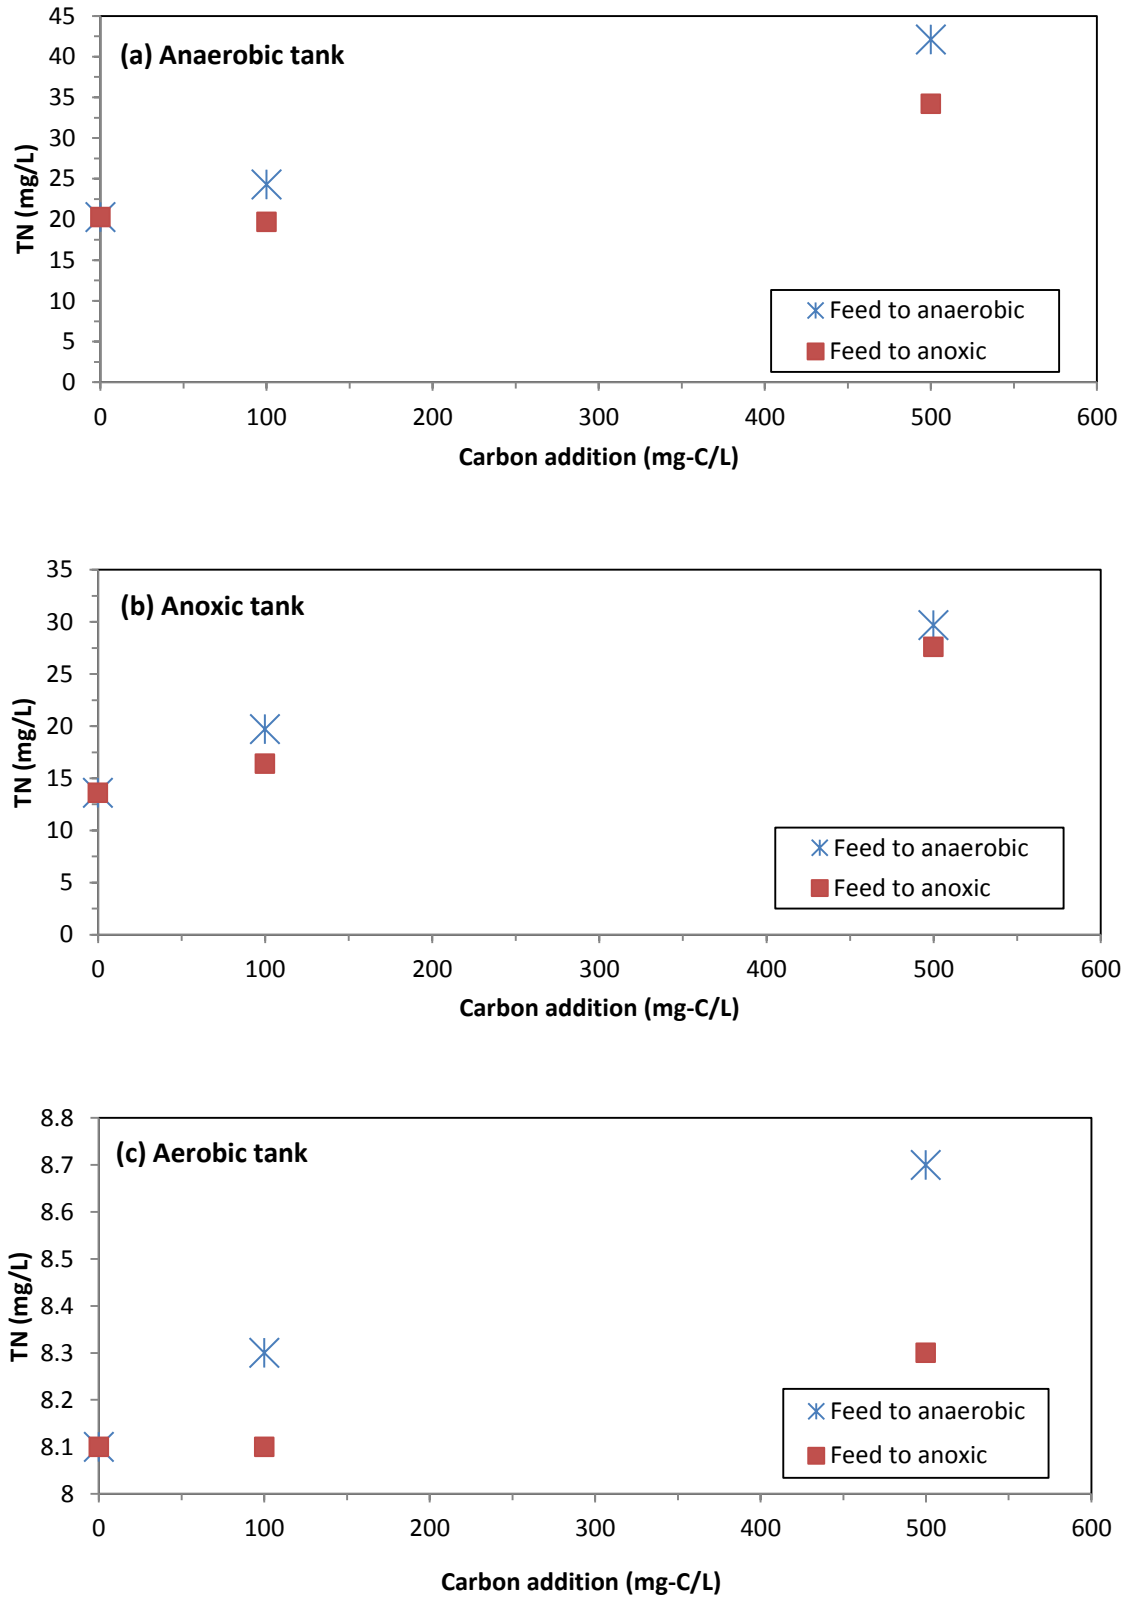 (a) Anaerobic tank
45
40
35
30
25
20
15
10
5
0
TN (mg/L)
Feed to anaerobic
Feed to anoxic
0 100 200 300 400 500 600
Carbon addition (mg-C/L)
(b) Anoxic tank
35
30
25
20
15
10
5
0
TN (mg/L)
Feed to anaerobic
Feed to anoxic
0 100 200 300 400 500 600
Carbon addition (mg-C/L)
(c) Aerobic tank
8.8
8.7
8.6
8.5
8.4
8.3
8.2
8.1
8
TN (mg/L)
Feed to anaerobic
Feed to anoxic
0 100 200 300 400 500 600
Carbon addition (mg-C/L)